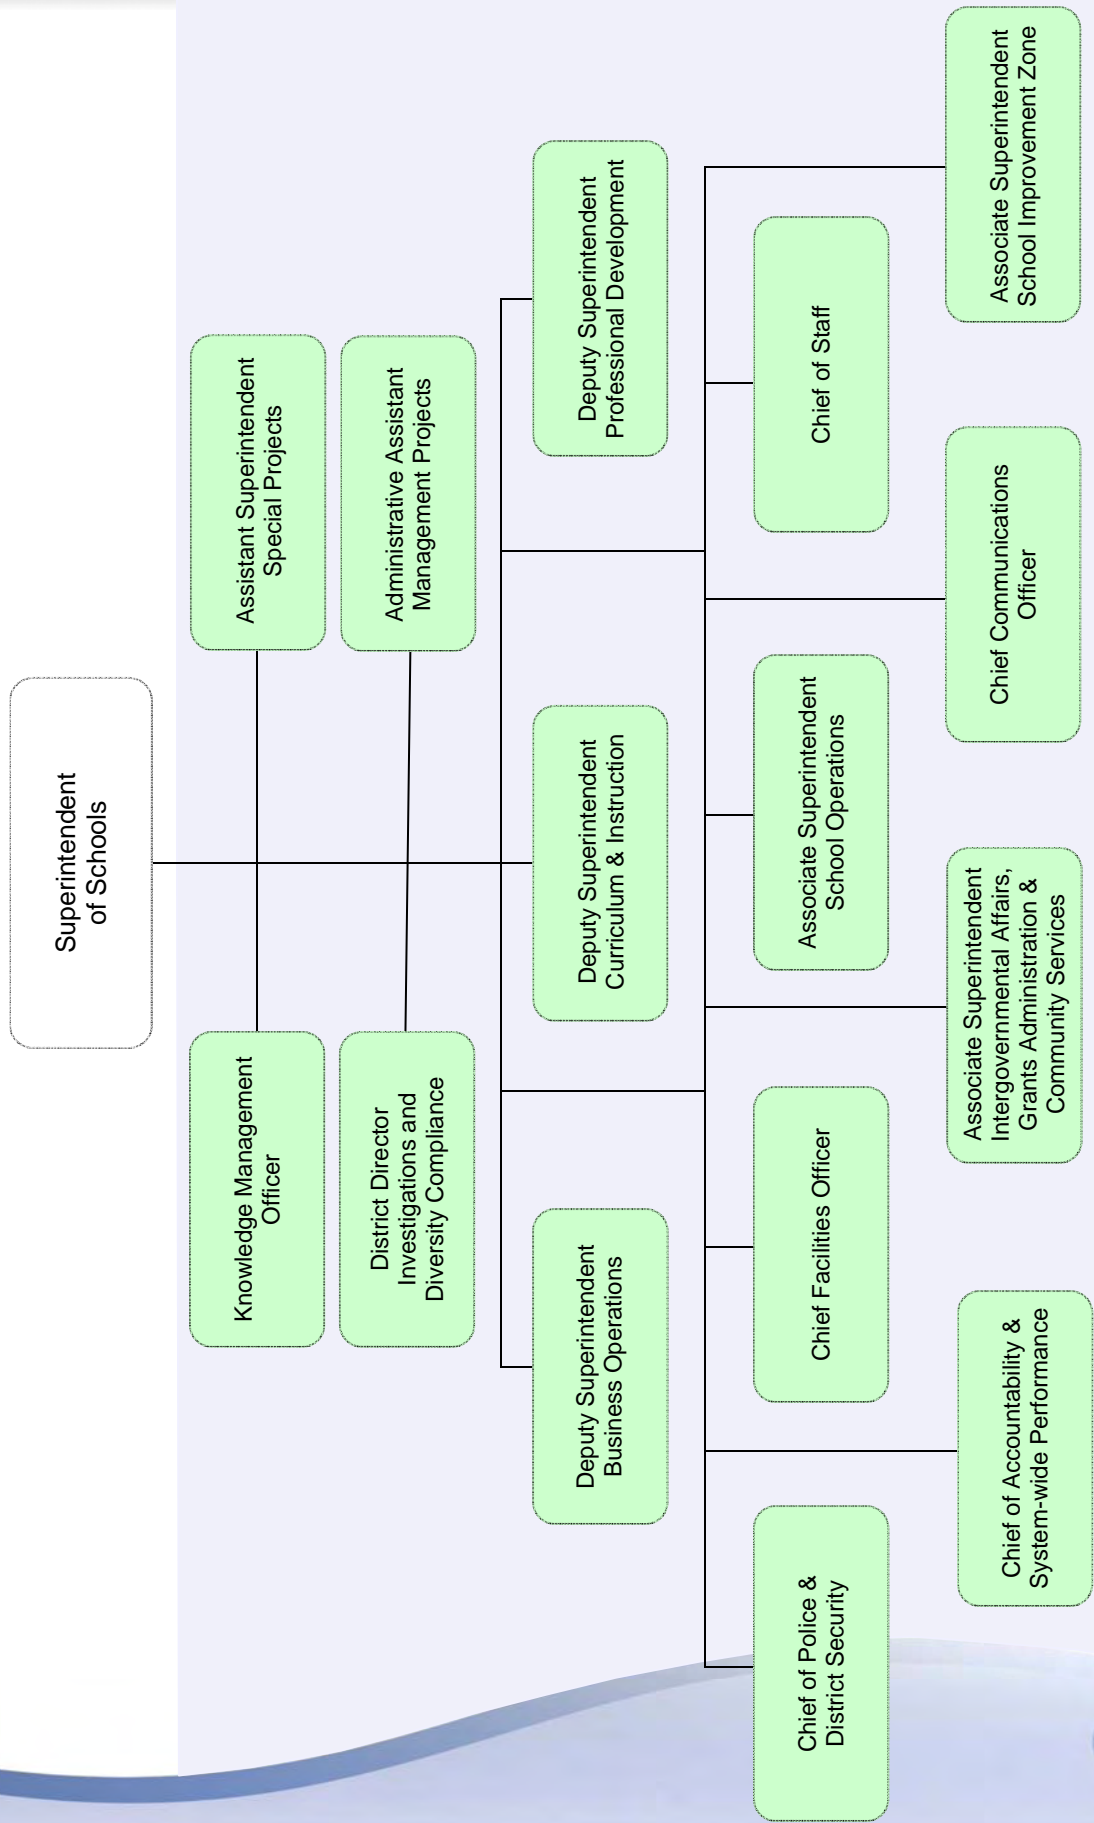 Superintendent
of Schools
Knowledge Management
Officer
Assistant Superintendent
Special Projects
District Director
Investigations and
Diversity Compliance
Administrative Assistant
Management Projects
Deputy Superintendent
Business Operations
Deputy Superintendent
Curriculum & Instruction
Deputy Superintendent
Professional Development
Chief of Police &
District Security
Chief Facilities Officer
Associate Superintendent
School Operations
Chief of Staff
Chief of Accountability &
System-wide Performance
Associate Superintendent
Intergovernmental Affairs,
Grants Administration &
Community Services
Chief Communications
Officer
Associate Superintendent
School Improvement Zone